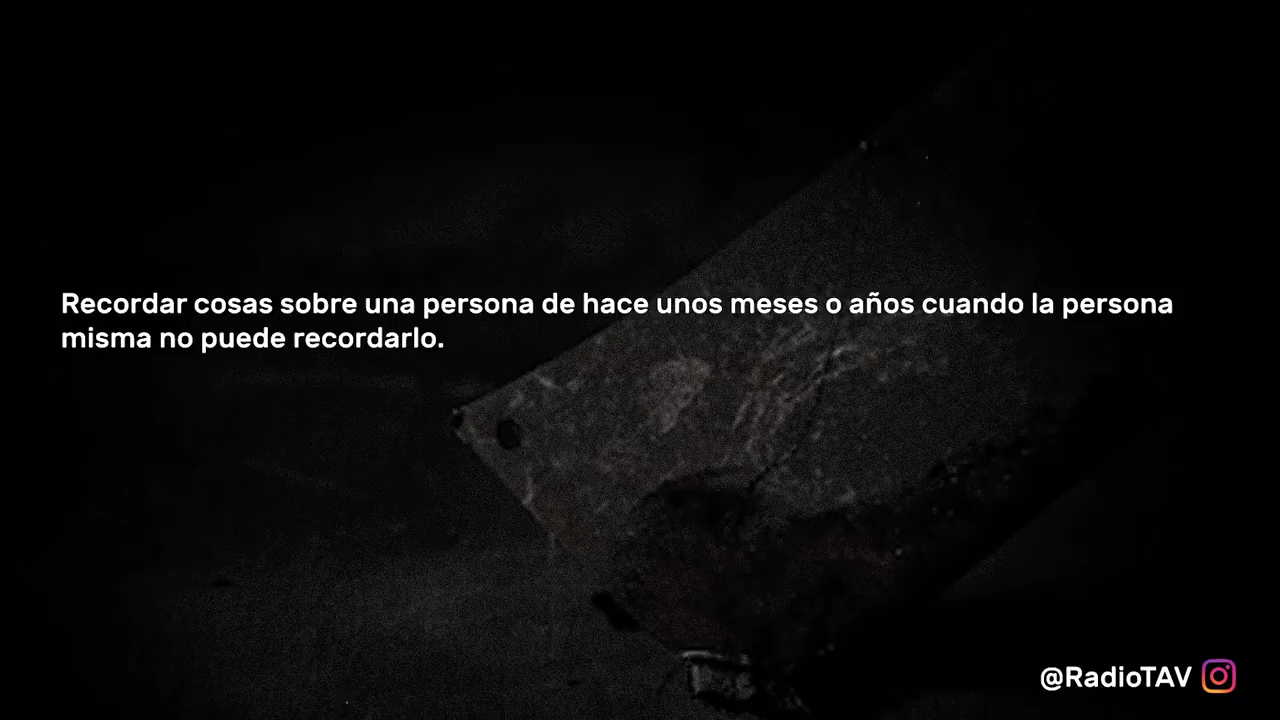 Recordar cosas sobre una persona de hace unos meses o años cuando la persona
misma no puede recordarlo.
@RadioTAV